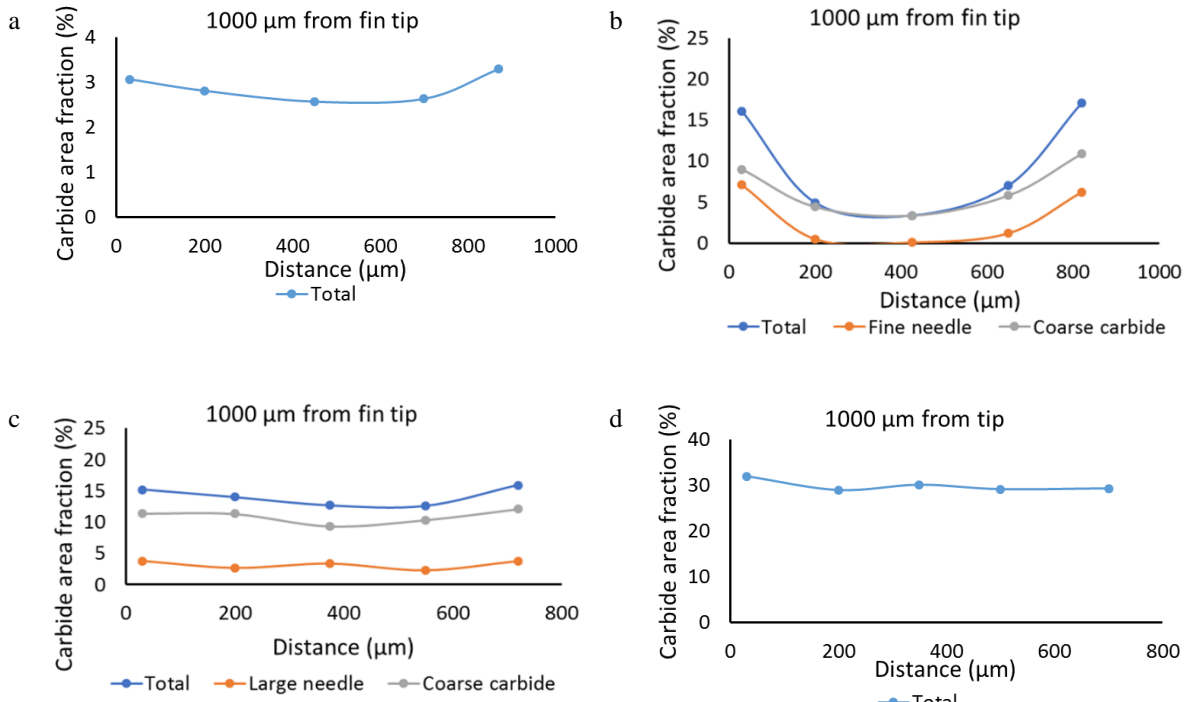 a
1000 µm from fin tip
Carbide area fraction (%)
4
3
2
1
0
0 200 400 600 800 1000
Distance (µm)
Total
b
1000 µm from fin tip
Carbide area fraction (%)
25
20
15
10
5
0
0 200 400 600 800 1000
Distance (µm)
Total Fine needle Coarse carbide
c
1000 µm from fin tip
Carbide area fraction (%)
25
20
15
10
5
0
0 200 400 600 800
Distance (µm)
Total Large needle Coarse carbide
d
1000 µm from tip
Carbide area fraction (%)
40
30
20
10
0
0 200 400 600 800
Distance (µm)
Total